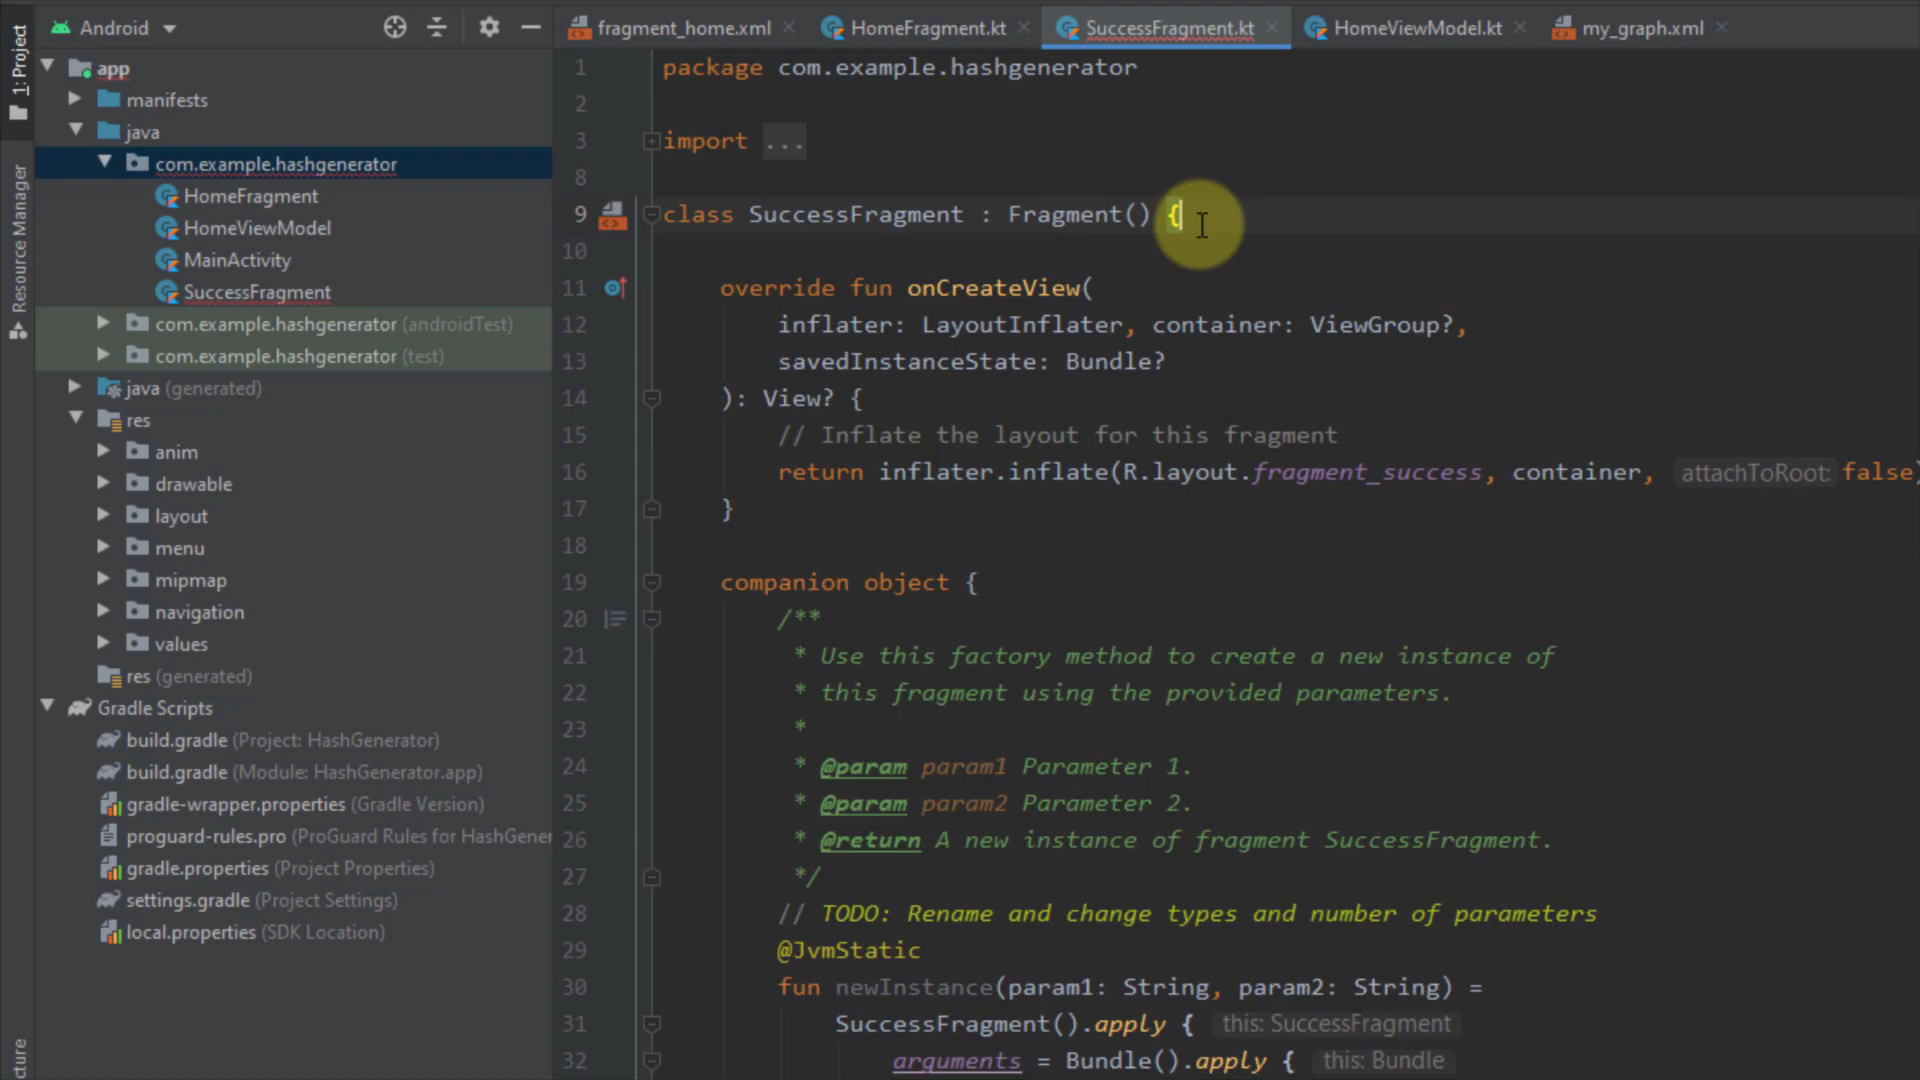 Android
fragment_home.xml
HomeFragment.kt
SuccessFragment.kt
HomeViewModel.kt
my_graph.xml
1: Project
Resource Manager
cture
app
manifests
java
com.example.hashgenerator
HomeFragment
HomeViewModel
MainActivity
SuccessFragment
com.example.hashgenerator (androidTest)
com.example.hashgenerator (test)
java (generated)
res
anim
drawable
layout
menu
mipmap
navigation
values
res (generated)
Gradle Scripts
build.gradle (Project: HashGenerator)
build.gradle (Module: HashGenerator.app)
gradle-wrapper.properties (Gradle Version)
proguard-rules.pro (ProGuard Rules for HashGener
gradle.properties (Project Properties)
settings.gradle (Project Settings)
local.properties (SDK Location)
1 package com.example.hashgenerator
2
3 import ...
8
9 class SuccessFragment : Fragment() {
10
11 override fun onCreateView(
12 inflater: LayoutInflater, container: ViewGroup?,
13 savedInstanceState: Bundle?
14 ): View? {
15 // Inflate the layout for this fragment
16 return inflater.inflate(R.layout.fragment_success, container, attachToRoot: false)
17 }
18
19 companion object {
20 /**
21 * Use this factory method to create a new instance of
22 * this fragment using the provided parameters.
23 *
24 * @param param1 Parameter 1.
25 * @param param2 Parameter 2.
26 * @return A new instance of fragment SuccessFragment.
27 */
28 // TODO: Rename and change types and number of parameters
29 @JvmStatic
30 fun newInstance(param1: String, param2: String) =
31 SuccessFragment().apply { this: SuccessFragment
32 arguments = Bundle().apply { this: Bundle